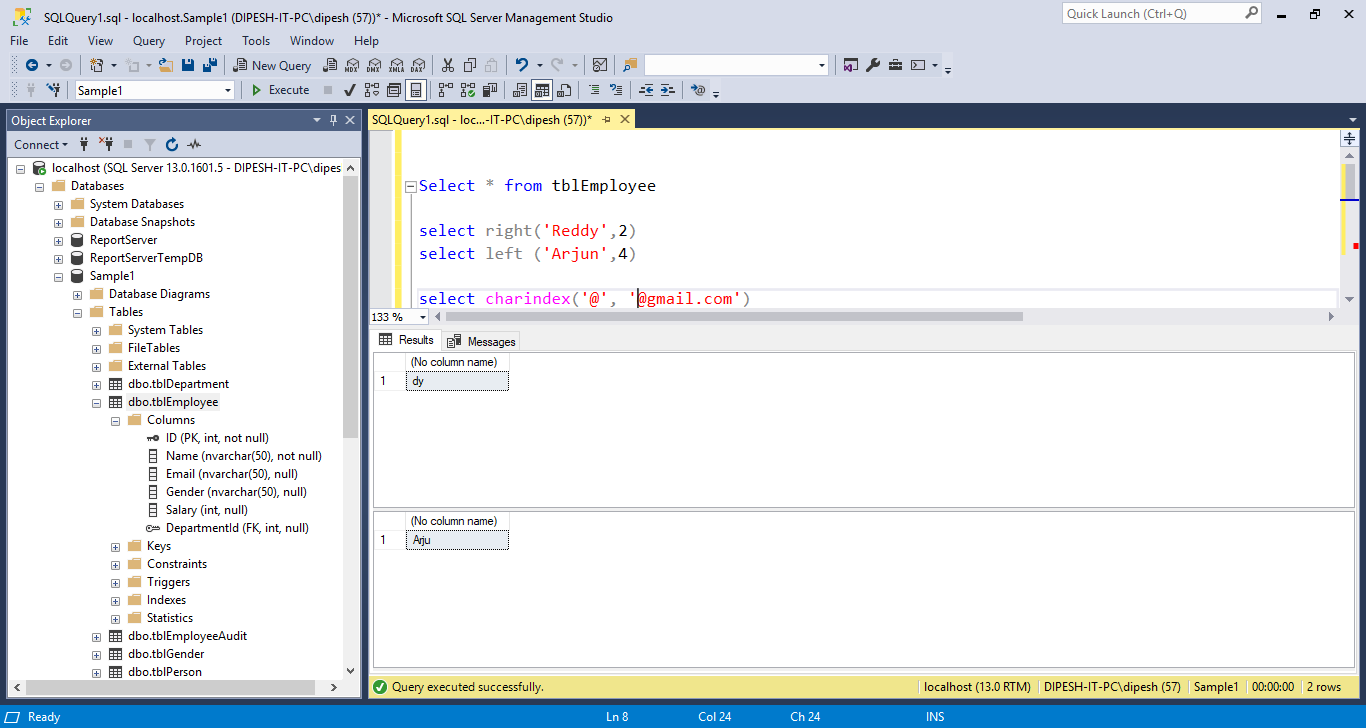 SQLQuery1.sql - localhost.Sample1 (DIPESH-IT-PC\dipesh (57))* - Microsoft SQL Server Management Studio
Quick Launch (Ctrl+Q)
File Edit View Query Project Tools Window Help
New Query MDX DMX XMLA DAX
Sample1 Execute
Object Explorer
SQLQuery1.sql - loc...-IT-PC\dipesh (57))*
Connect
localhost (SQL Server 13.0.1601.5 - DIPESH-IT-PC\dipes
Databases
System Databases
Database Snapshots
ReportServer
ReportServerTempDB
Sample1
Database Diagrams
Tables
System Tables
FileTables
External Tables
dbo.tblDepartment
dbo.tblEmployee
Columns
ID (PK, int, not null)
Name (nvarchar(50), not null)
Email (nvarchar(50), null)
Gender (nvarchar(50), null)
Salary (int, null)
DepartmentId (FK, int, null)
Keys
Constraints
Triggers
Indexes
Statistics
dbo.tblEmployeeAudit
dbo.tblGender
dbo.tblPerson
Select * from tblEmployee
select right('Reddy',2)
select left ('Arjun',4)
select charindex('@', '@gmail.com')
133 %
Results Messages
(No column name)
1 dy
(No column name)
1 Arju
Query executed successfully.
localhost (13.0 RTM) DIPESH-IT-PC\dipesh (57) Sample1 00:00:00 2 rows
Ready Ln 8 Col 24 Ch 24 INS